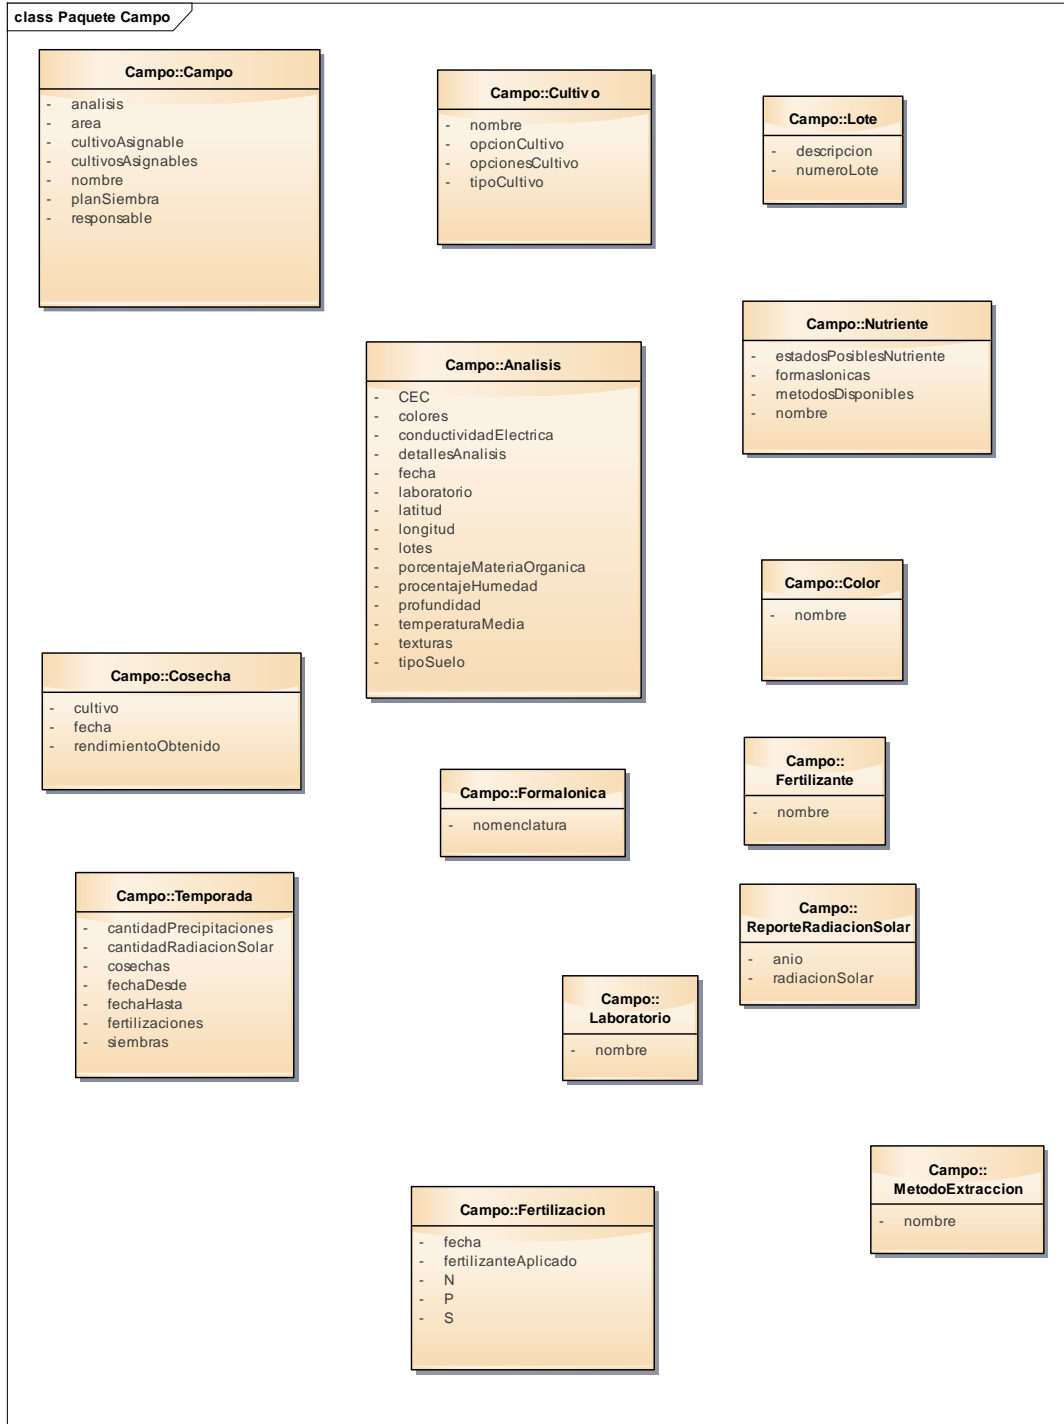 class Paquete Campo
Campo::Campo
- analisis
- area
- cultivoAsignable
- cultivosAsignables
- nombre
- planSiembra
- responsable
Campo::Cultivo
- nombre
- opcionCultivo
- opcionesCultivo
- tipoCultivo
Campo::Lote
- descripcion
- numeroLote
Campo::Nutriente
- estadosPosiblesNutriente
- formasIonicas
- metodosDisponibles
- nombre
Campo::Analisis
- CEC
- colores
- conductividadElectrica
- detallesAnalisis
- fecha
- laboratorio
- latitud
- longitud
- lotes
- porcentajeMateriaOrganica
- procentajeHumedad
- profundidad
- temperaturaMedia
- texturas
- tipoSuelo
Campo::Color
- nombre
Campo::Cosecha
- cultivo
- fecha
- rendimientoObtenido
Campo::
Fertilizante
- nombre
Campo::FormaIonica
- nomenclatura
Campo::Temporada
- cantidadPrecipitaciones
- cantidadRadiacionSolar
- cosechas
- fechaDesde
- fechaHasta
- fertilizaciones
- siembras
Campo::
ReporteRadiacionSolar
- anio
- radiacionSolar
Campo::
Laboratorio
- nombre
Campo::
MetodoExtraccion
- nombre
Campo::Fertilizacion
- fecha
- fertilizanteAplicado
- N
- P
- S